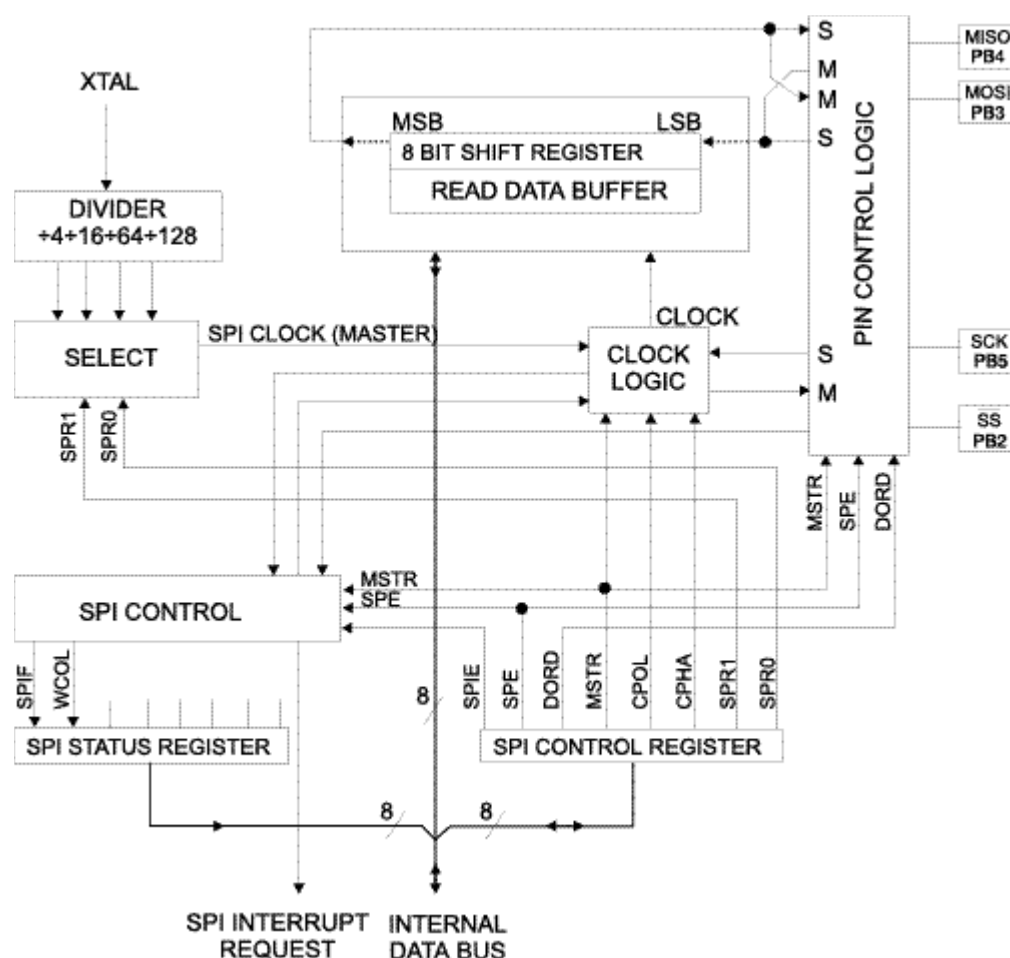 XTAL
DIVIDER
÷4÷16÷64÷128
SELECT
SPR1
SPR0
SPI CLOCK (MASTER)
MSB
LSB
8 BIT SHIFT REGISTER
READ DATA BUFFER
CLOCK
CLOCK
LOGIC
S
M
M
S
S
M
PIN CONTROL LOGIC
MISO
PB4
MOSI
PB3
SCK
PB5
SS
PB2
MSTR
SPE
DORD
MSTR
SPE
SPI CONTROL
SPIF
WCOL
SPI STATUS REGISTER
SPIE
SPE
DORD
MSTR
CPOL
CPHA
SPR1
SPR0
SPI CONTROL REGISTER
8
8
8
SPI INTERRUPT
REQUEST
INTERNAL
DATA BUS